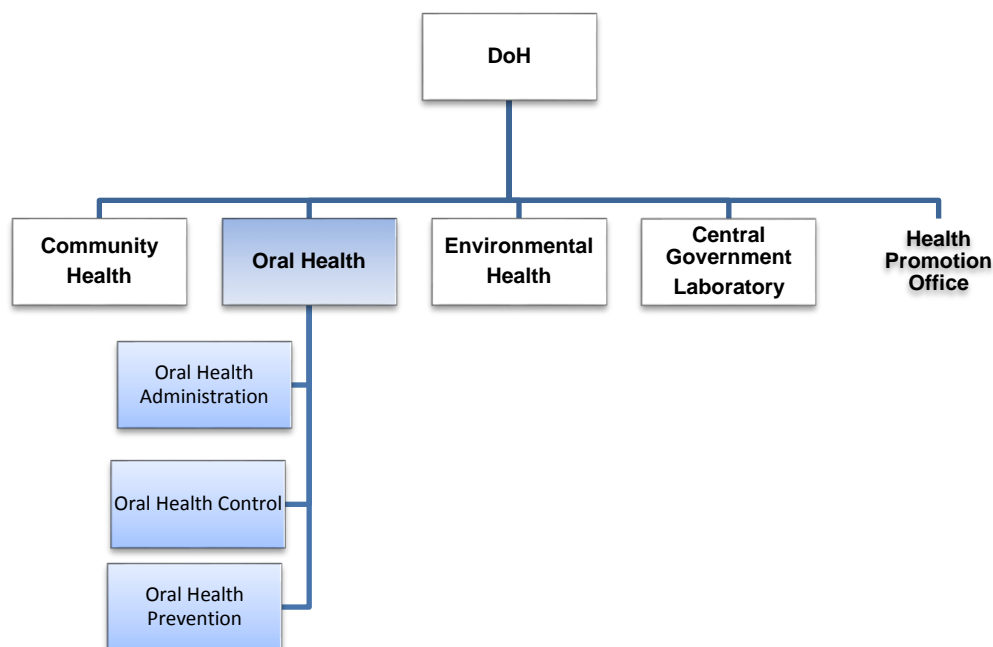 DoH
Community
Health
Oral Health
Environmental
Health
Central
Government
Laboratory
Health
Promotion
Office
Oral Health
Administration
Oral Health Control
Oral Health
Prevention